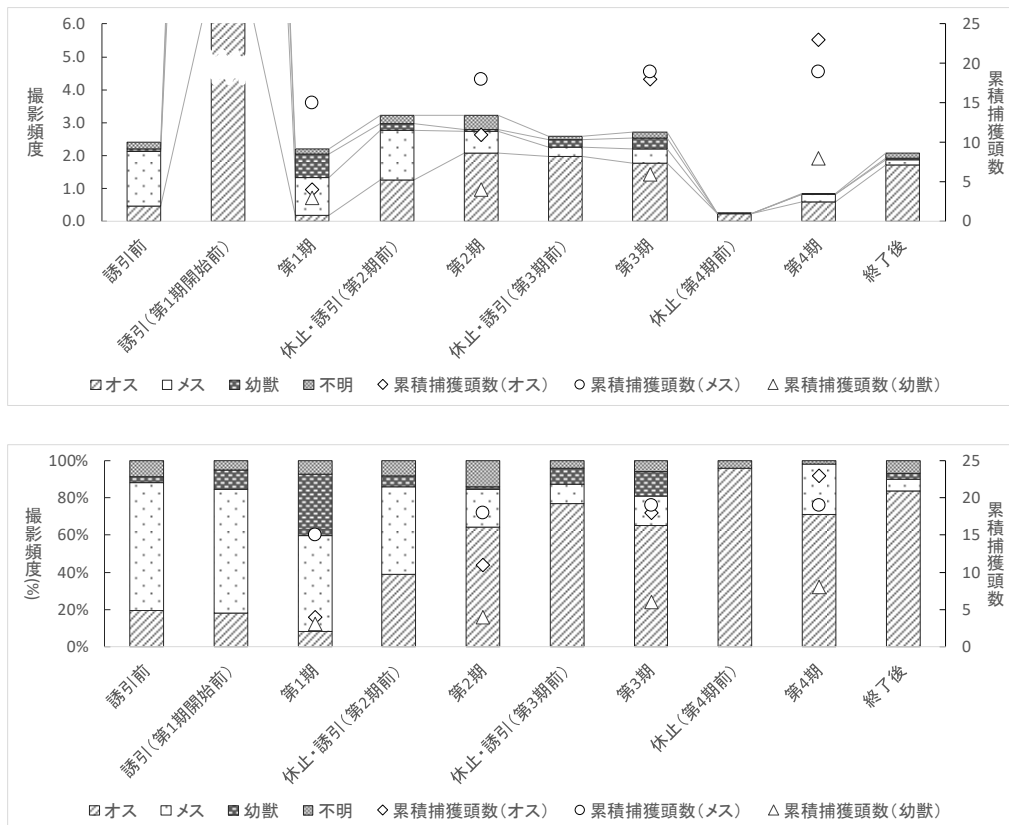 6.0
5.0
4.0
3.0
2.0
1.0
0.0
撮影頻度
25
20
15
10
5
0
累積捕獲頭数
誘引前
誘引(第1期開始前)
第1期
休止・誘引(第2期前)
第2期
休止・誘引(第3期前)
第3期
休止(第4期前)
第4期
終了後
オス メス 幼獣 不明 累積捕獲頭数(オス) 累積捕獲頭数(メス) 累積捕獲頭数(幼獣)
100%
80%
60%
40%
20%
0%
撮影頻度(%)
25
20
15
10
5
0
累積捕獲頭数
誘引前
誘引(第1期開始前)
第1期
休止・誘引(第2期前)
第2期
休止・誘引(第3期前)
第3期
休止(第4期前)
第4期
終了後
オス メス 幼獣 不明 累積捕獲頭数(オス) 累積捕獲頭数(メス) 累積捕獲頭数(幼獣)